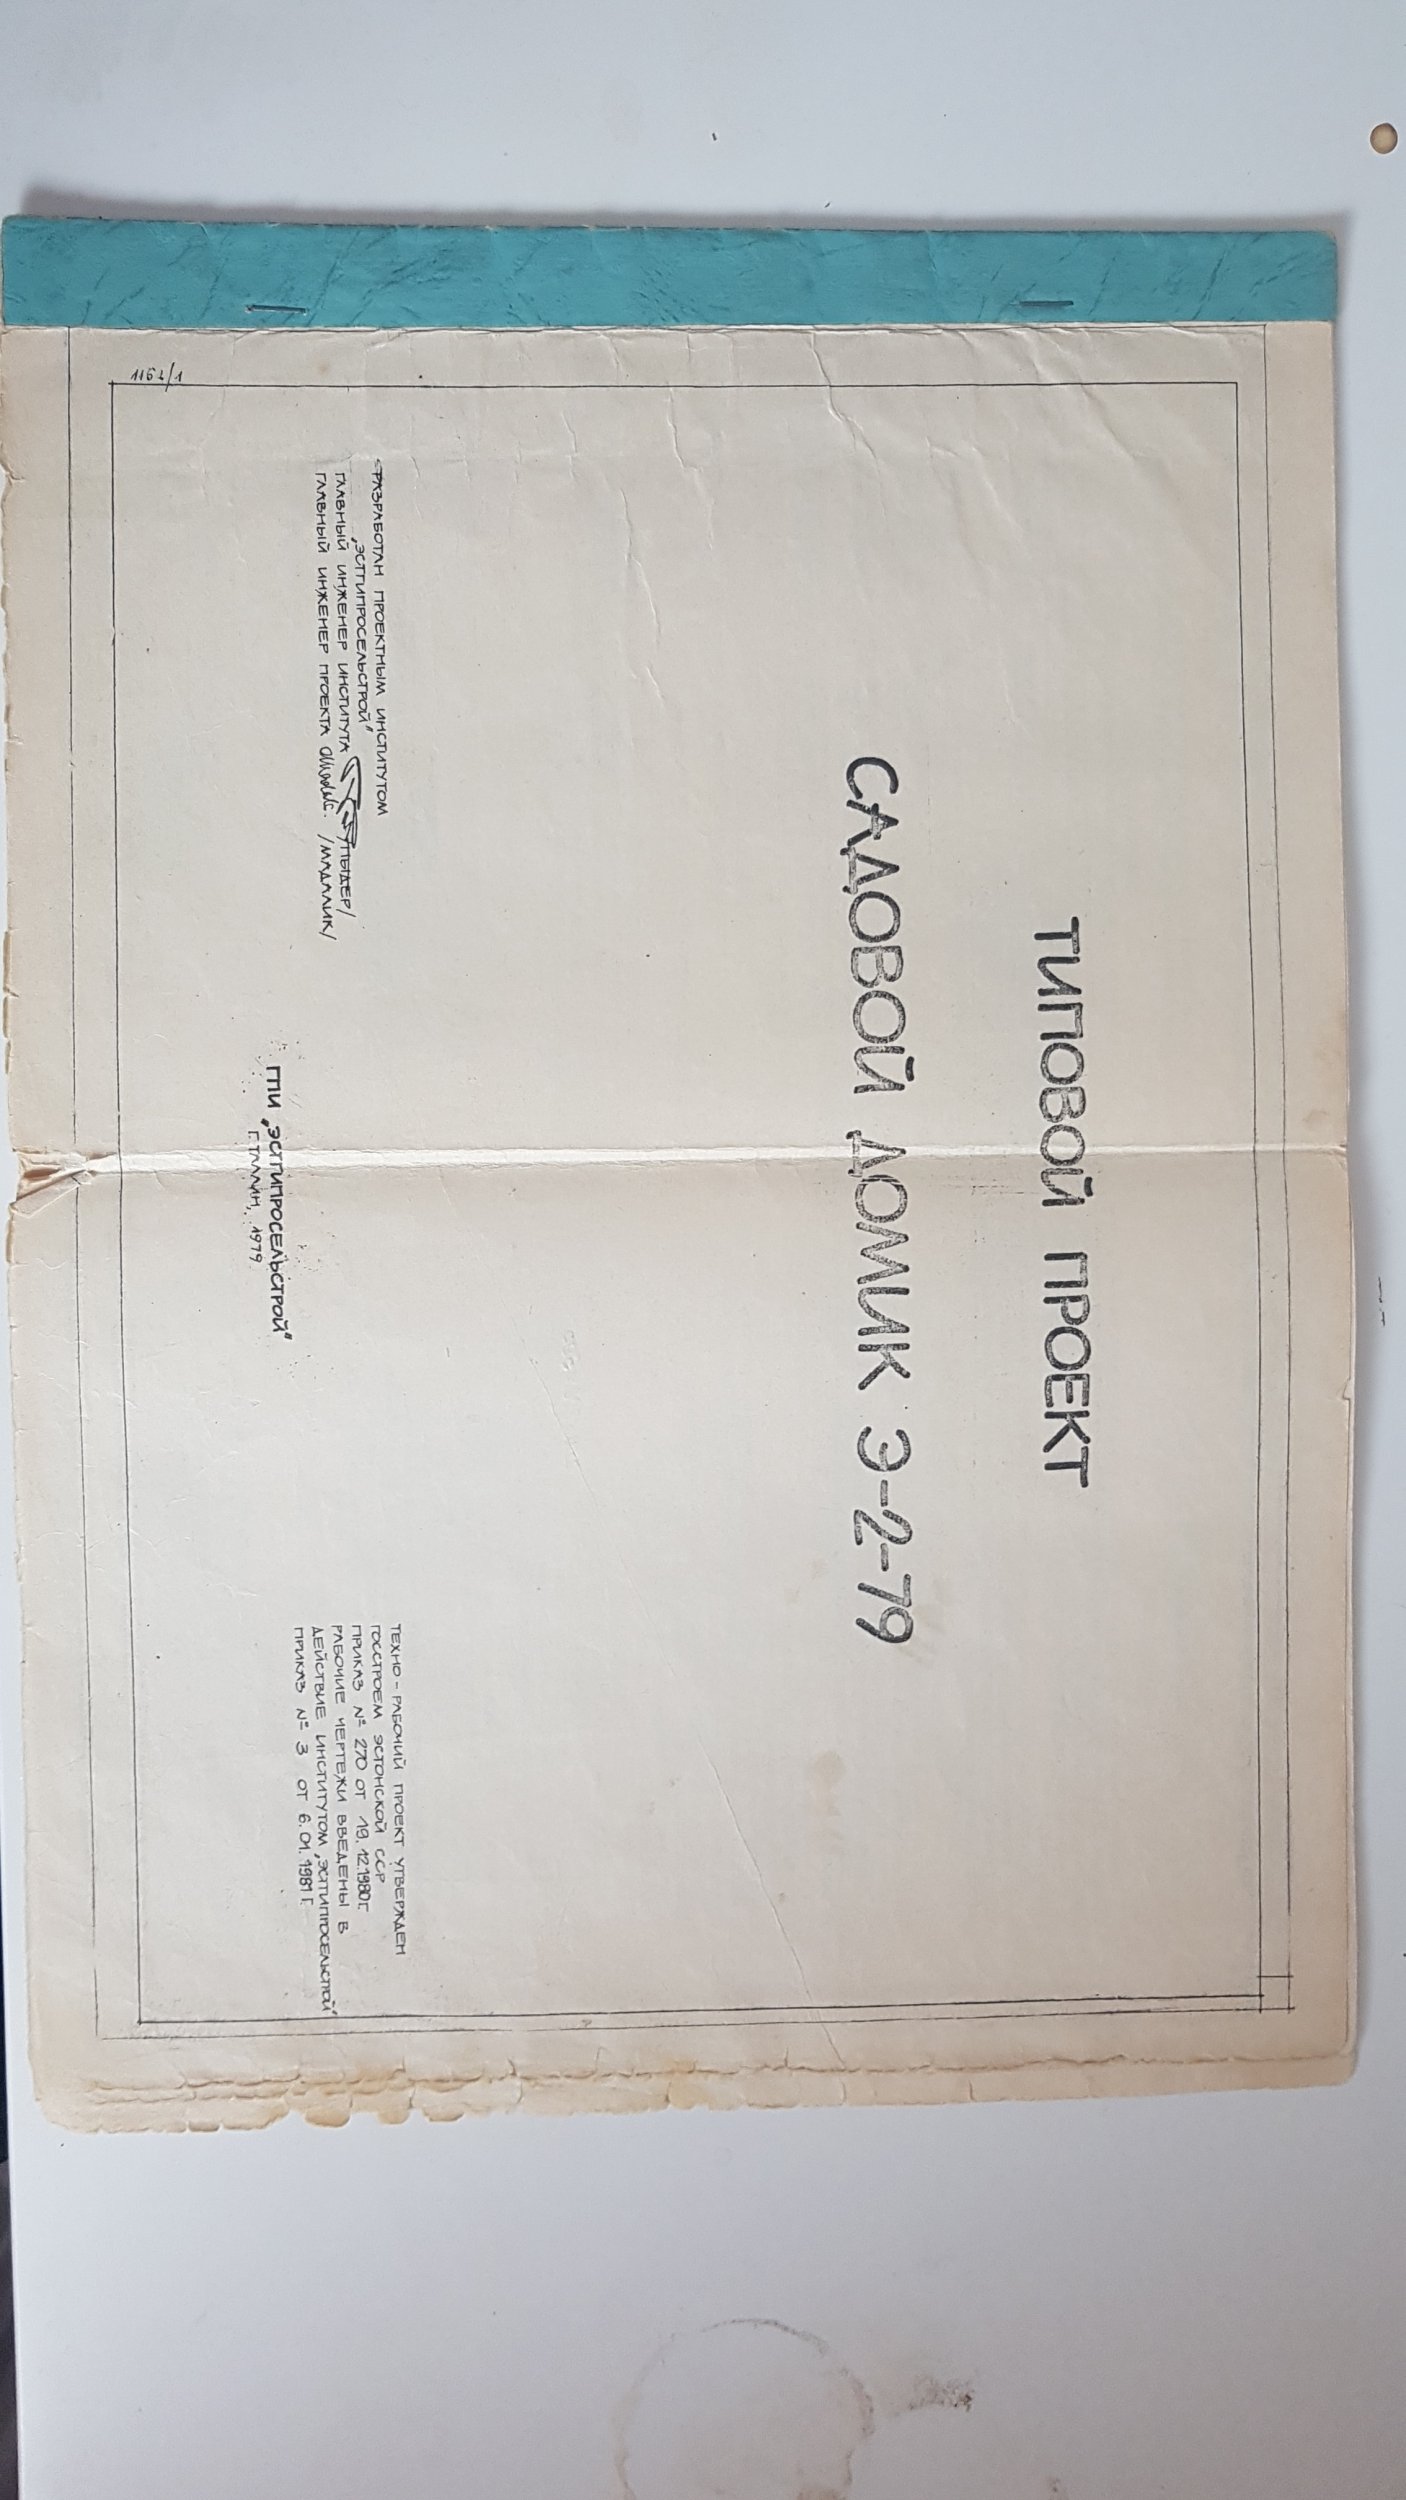 ТИПОВОЙ ПРОЕКТ
САДОВОЙ ДОМИК Э-2-79
РАЗРАБОТАН ПРОЕКТНЫМ ИНСТИТУТОМ
„ЭСТГИПРОСЕЛЬСТРОЙ"
ГЛАВНЫЙ ИНЖЕНЕР ИНСТИТУТА /ПЫДЕР/
ГЛАВНЫЙ ИНЖЕНЕР ПРОЕКТА /МАДАЛИК/
ТЕХНО-РАБОЧИЙ ПРОЕКТ УТВЕРЖДЕН
ГОССТРОЕМ ЭСТОНСКОЙ ССР
ПРИКАЗ № 270 ОТ 19.12.1980Г.
РАБОЧИЕ ЧЕРТЕЖИ ВВЕДЕНЫ В
ДЕЙСТВИЕ ИНСТИТУТОМ „ЭСТГИПРОСЕЛЬСТРОЙ"
ПРИКАЗ № 3 ОТ 6.01.1981Г.
ГПИ „ЭСТГИПРОСЕЛЬСТРОЙ"
Г.ТАЛЛИН, 1979
1162/1